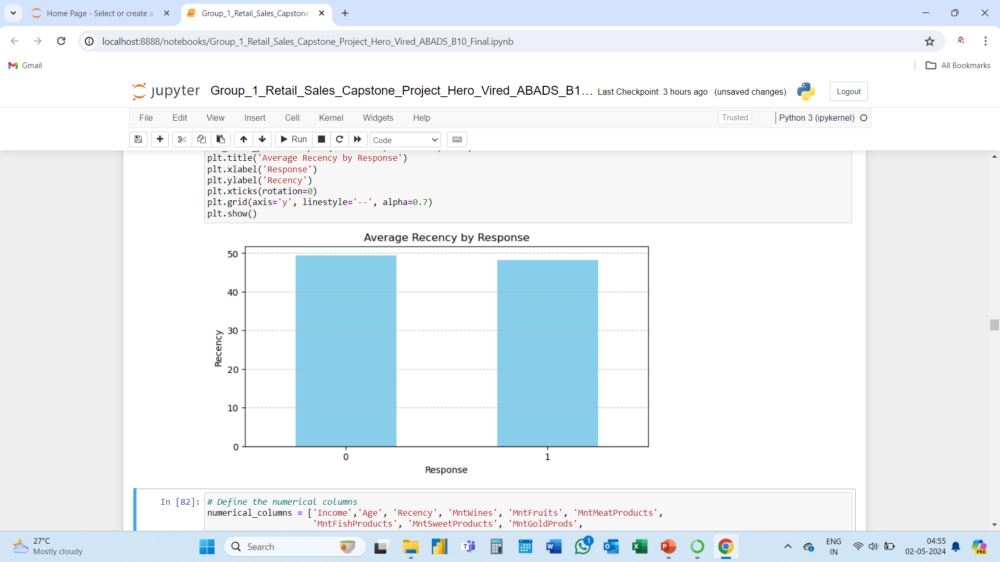 Home Page - Select or create a
Group_1_Retail_Sales_Capstone
localhost:8888/notebooks/Group_1_Retail_Sales_Capstone_Project_Hero_Vired_ABADS_B10_Final.ipynb
Gmail
All Bookmarks
jupyter
Group_1_Retail_Sales_Capstone_Project_Hero_Vired_ABADS_B1...
Last Checkpoint: 3 hours ago (unsaved changes)
Logout
File Edit View Insert Cell Kernel Widgets Help
Trusted
Python 3 (ipykernel)
Run
Code
plt.title('Average Recency by Response')
plt.xlabel('Response')
plt.ylabel('Recency')
plt.xticks(rotation=0)
plt.grid(axis='y', linestyle='--', alpha=0.7)
plt.show()
Average Recency by Response
50
40
30
20
10
0
Recency
0 1
Response
In [82]:
# Define the numerical columns
numerical_columns = ['Income','Age', 'Recency', 'MntWines', 'MntFruits', 'MntMeatProducts',
'MntFishProducts', 'MntSweetProducts', 'MntGoldProds',
27°C
Mostly cloudy
Search
1
ENG
IN
04:55
02-05-2024
PRE